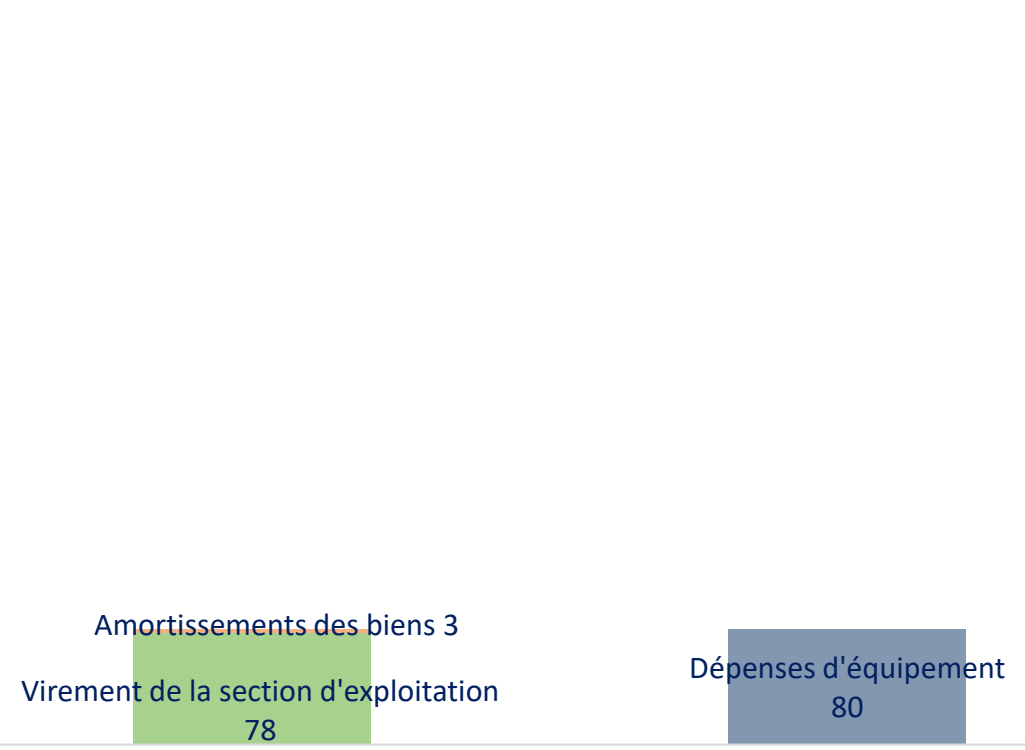 Amortissements des biens 3
Virement de la section d'exploitation
78
Dépenses d'équipement
80